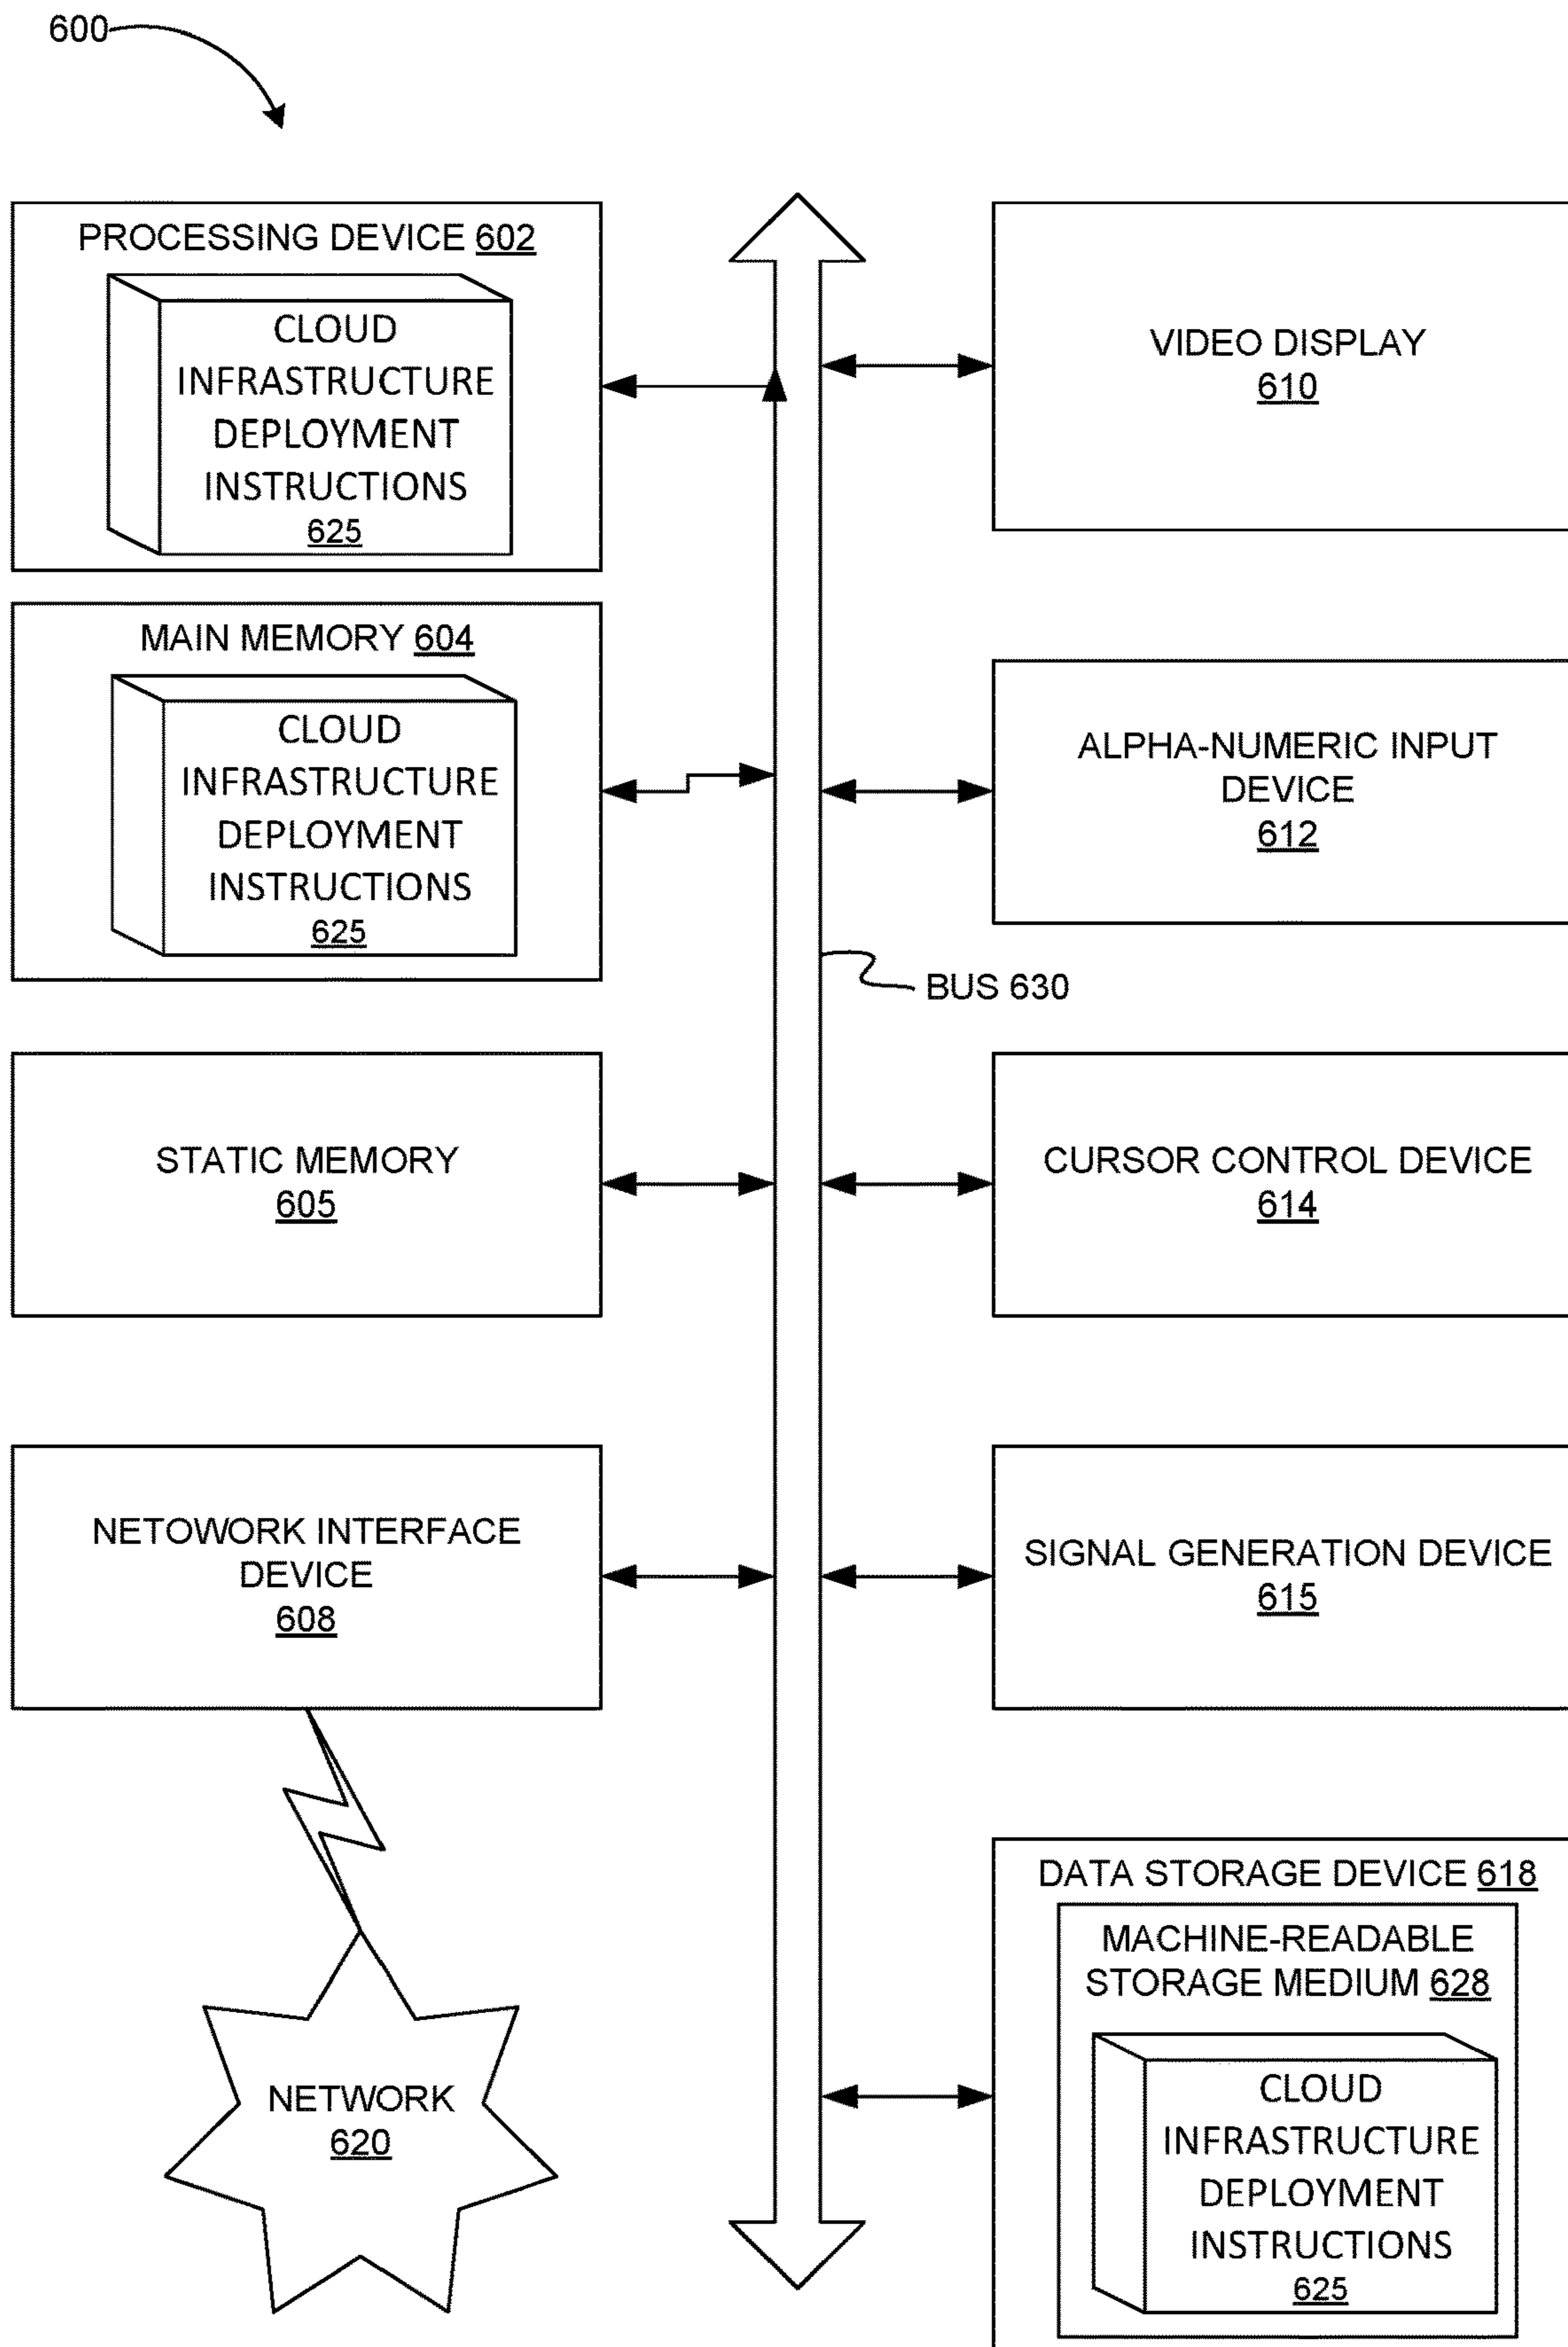 600
PROCESSING DEVICE 602
CLOUD
INFRASTRUCTURE
DEPLOYMENT
INSTRUCTIONS
625
MAIN MEMORY 604
CLOUD
INFRASTRUCTURE
DEPLOYMENT
INSTRUCTIONS
625
STATIC MEMORY
605
NETOWORK INTERFACE
DEVICE
608
NETWORK
620
VIDEO DISPLAY
610
ALPHA-NUMERIC INPUT
DEVICE
612
BUS 630
CURSOR CONTROL DEVICE
614
SIGNAL GENERATION DEVICE
615
DATA STORAGE DEVICE 618
MACHINE-READABLE
STORAGE MEDIUM 628
CLOUD
INFRASTRUCTURE
DEPLOYMENT
INSTRUCTIONS
625